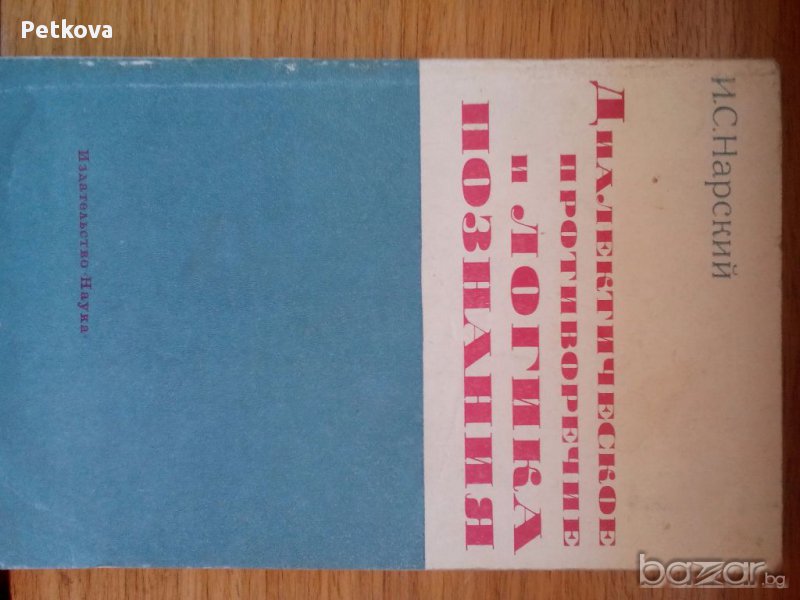 Petkova
И.С.Нарский
Диалектическое
противоречие
и логика
познания
Издательство·Наука·
bazar.bg